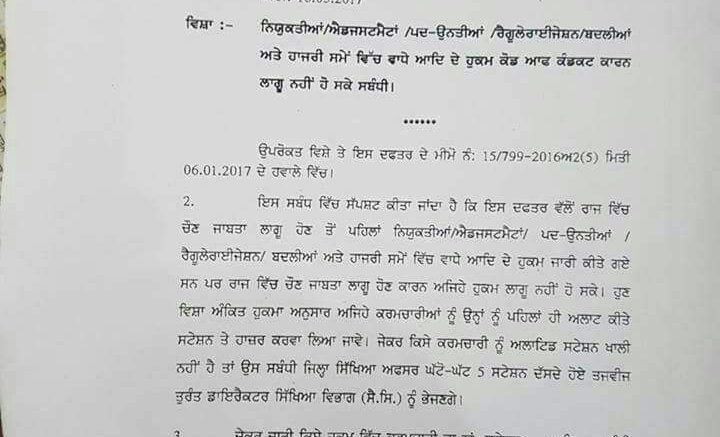 ਵਿਸ਼ਾ :- ਨਿਯੁਕਤੀਆਂ/ਐਡਜਸਟਮੈਂਟਾਂ /ਪਦ-ਉਨਤੀਆਂ /ਰੈਗੂਲੇਰਾਈਜੇਸ਼ਨ/ਬਦਲੀਆਂ
ਅਤੇ ਹਾਜਰੀ ਸਮੇਂ ਵਿੱਚ ਵਾਧੇ ਆਦਿ ਦੇ ਹੁਕਮ ਕੋਡ ਆਫ ਕੰਡਕਟ ਕਾਰਨ
ਲਾਗੂ ਨਹੀਂ ਹੋ ਸਕੇ ਸਬੰਧੀ।
******
ਉਪਰੋਕਤ ਵਿਸ਼ੇ ਤੇ ਇਸ ਦਫਤਰ ਦੇ ਮੀਮੋ ਨੰ: 15/799-2016ਅ2(5) ਮਿਤੀ
06.01.2017 ਦੇ ਹਵਾਲੇ ਵਿੱਚ।
2. ਇਸ ਸਬੰਧ ਵਿੱਚ ਸੱਪਸ਼ਟ ਕੀਤਾ ਜਾਂਦਾ ਹੈ ਕਿ ਇਸ ਦਫਤਰ ਵੱਲੋਂ ਰਾਜ ਵਿੱਚ
ਚੌਣ ਜਾਬਤਾ ਲਾਗੂ ਹੋਣ ਤੋਂ ਪਹਿਲਾਂ ਨਿਯੁਕਤੀਆਂ/ਐਡਜਸਟਮੈਂਟਾਂ/ ਪਦ-ਉਨਤੀਆਂ /
ਰੈਗੂਲੇਰਾਈਜੇਸ਼ਨ/ ਬਦਲੀਆਂ ਅਤੇ ਹਾਜਰੀ ਸਮੇਂ ਵਿੱਚ ਵਾਧੇ ਆਦਿ ਦੇ ਹੁਕਮ ਜਾਰੀ ਕੀਤੇ ਗਏ
ਸਨ ਪਰ ਰਾਜ ਵਿੱਚ ਚੌਣ ਜਾਬਤਾ ਲਾਗੂ ਹੋਣ ਕਾਰਨ ਅਜਿਹੇ ਹੁਕਮ ਲਾਗੂ ਨਹੀਂ ਹੋ ਸਕੇ। ਹੁਣ
ਵਿਸ਼ਾ ਅੰਕਿਤ ਹੁਕਮਾ ਅਨੁਸਾਰ ਅਜਿਹੇ ਕਰਮਚਾਰੀਆਂ ਨੂੰ ਉਨ੍ਹਾਂ ਨੂੰ ਪਹਿਲਾਂ ਹੀ ਅਲਾਟ ਕੀਤੇ
ਸਟੇਸ਼ਨ ਤੇ ਹਾਜ਼ਰ ਕਰਵਾ ਲਿਆ ਜਾਵੇ। ਜੇਕਰ ਕਿਸੇ ਕਰਮਚਾਰੀ ਨੂੰ ਅਲਾਟਿਡ ਸਟੇਸ਼ਨ ਖਾਲੀ
ਨਹੀਂ ਹੈ ਤਾਂ ਉਸ ਸਬੰਧੀ ਜਿਲ੍ਹਾ ਸਿੱਖਿਆ ਅਫਸਰ ਘੱਟੋ-ਘੱਟ 5 ਸਟੇਸ਼ਨ ਦੱਸਦੇ ਹੋਏ ਤਜਵੀਜ
ਤੁਰੰਤ ਡਾਇਰੈਕਟਰ ਸਿੱਖਿਆ ਵਿਭਾਗ (ਸੈ.ਸਿ.) ਨੂੰ ਭੇਜਣਗੇ।
3